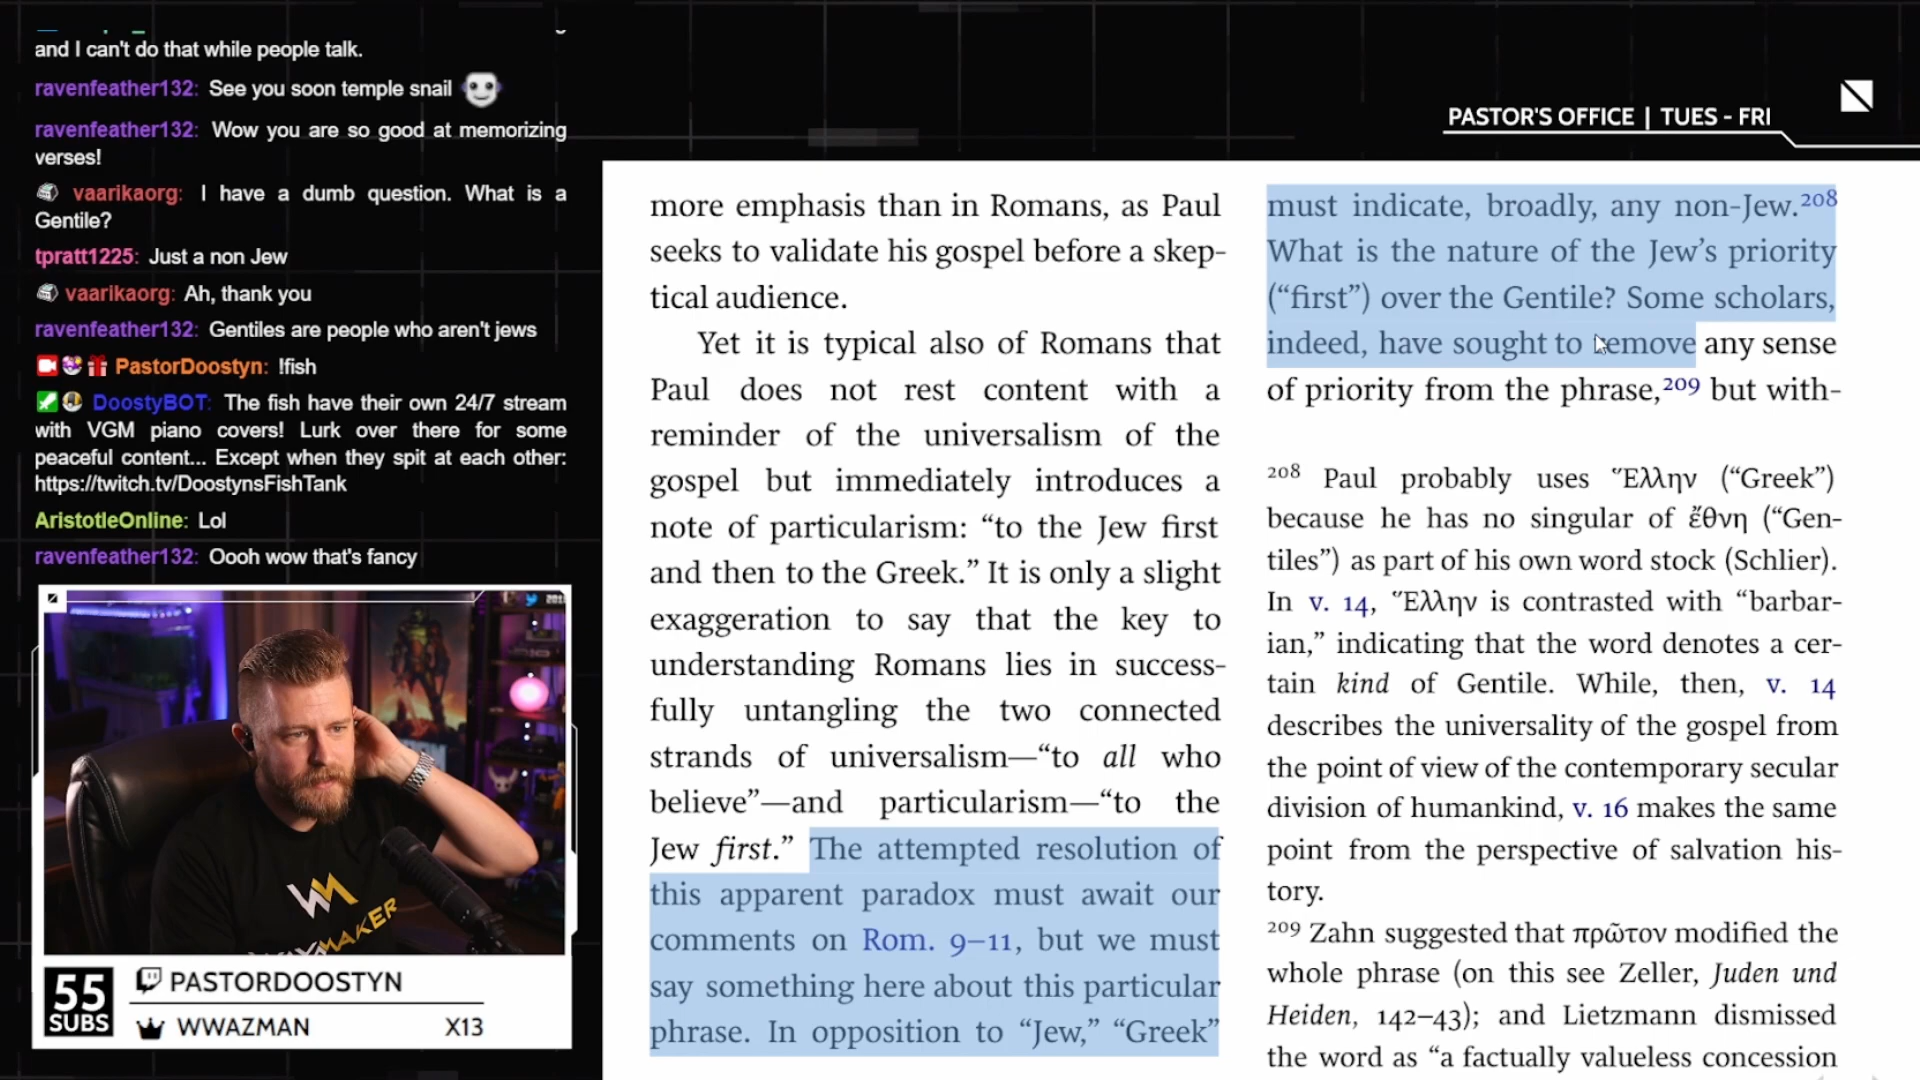 and I can't do that while people talk.
ravenfeather132: See you soon temple snail
ravenfeather132: Wow you are so good at memorizing
verses!
vaarikaorg: I have a dumb question. What is a
Gentile?
tpratt1225: Just a non Jew
vaarikaorg: Ah, thank you
ravenfeather132: Gentiles are people who aren't jews
PastorDoostyn: !fish
DoostyBOT: The fish have their own 24/7 stream
with VGM piano covers! Lurk over there for some
peaceful content... Except when they spit at each other:
https://twitch.tv/DoostynsFishTank
AristotleOnline: Lol
ravenfeather132: Oooh wow that's fancy
WM
55
SUBS
PASTORDOOSTYN
WWAZMAN X13
PASTOR'S OFFICE | TUES - FRI
more emphasis than in Romans, as Paul
seeks to validate his gospel before a skep-
tical audience.
Yet it is typical also of Romans that
Paul does not rest content with a
reminder of the universalism of the
gospel but immediately introduces a
note of particularism: “to the Jew first
and then to the Greek.” It is only a slight
exaggeration to say that the key to
understanding Romans lies in success-
fully untangling the two connected
strands of universalism—“to all who
believe”—and particularism—“to the
Jew first.” The attempted resolution of
this apparent paradox must await our
comments on Rom. 9–11, but we must
say something here about this particular
phrase. In opposition to “Jew,” “Greek”
must indicate, broadly, any non-Jew.208
What is the nature of the Jew’s priority
(“first”) over the Gentile? Some scholars,
indeed, have sought to remove any sense
of priority from the phrase,209 but with-
208 Paul probably uses Ἕλλην (“Greek”)
because he has no singular of ἔθνη (“Gen-
tiles”) as part of his own word stock (Schlier).
In v. 14, Ἕλλην is contrasted with “barbar-
ian,” indicating that the word denotes a cer-
tain kind of Gentile. While, then, v. 14
describes the universality of the gospel from
the point of view of the contemporary secular
division of humankind, v. 16 makes the same
point from the perspective of salvation his-
tory.
209 Zahn suggested that πρῶτον modified the
whole phrase (on this see Zeller, Juden und
Heiden, 142–43); and Lietzmann dismissed
the word as “a factually valueless concession